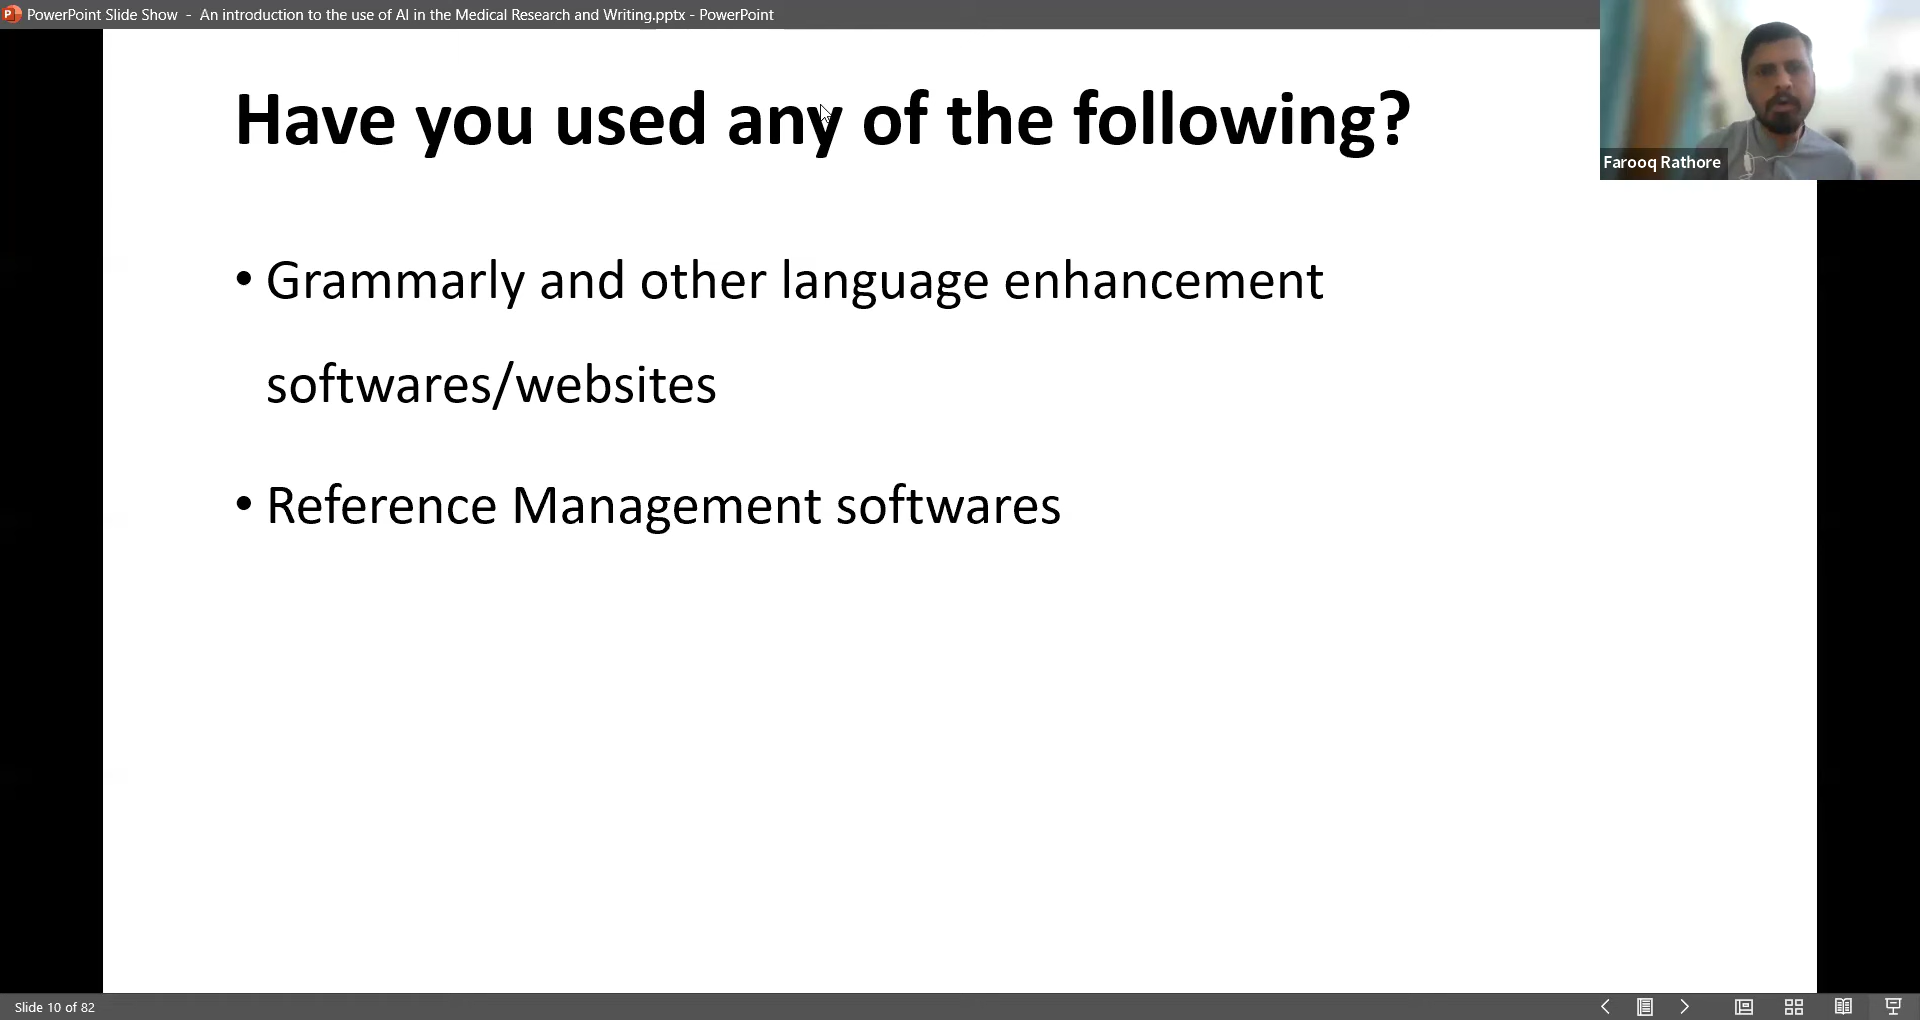 PowerPoint Slide Show - An introduction to the use of AI in the Medical Research and Writing.pptx - PowerPoint
Have you used any of the following?
• Grammarly and other language enhancement
softwares/websites
• Reference Management softwares
Farooq Rathore
Slide 10 of 82